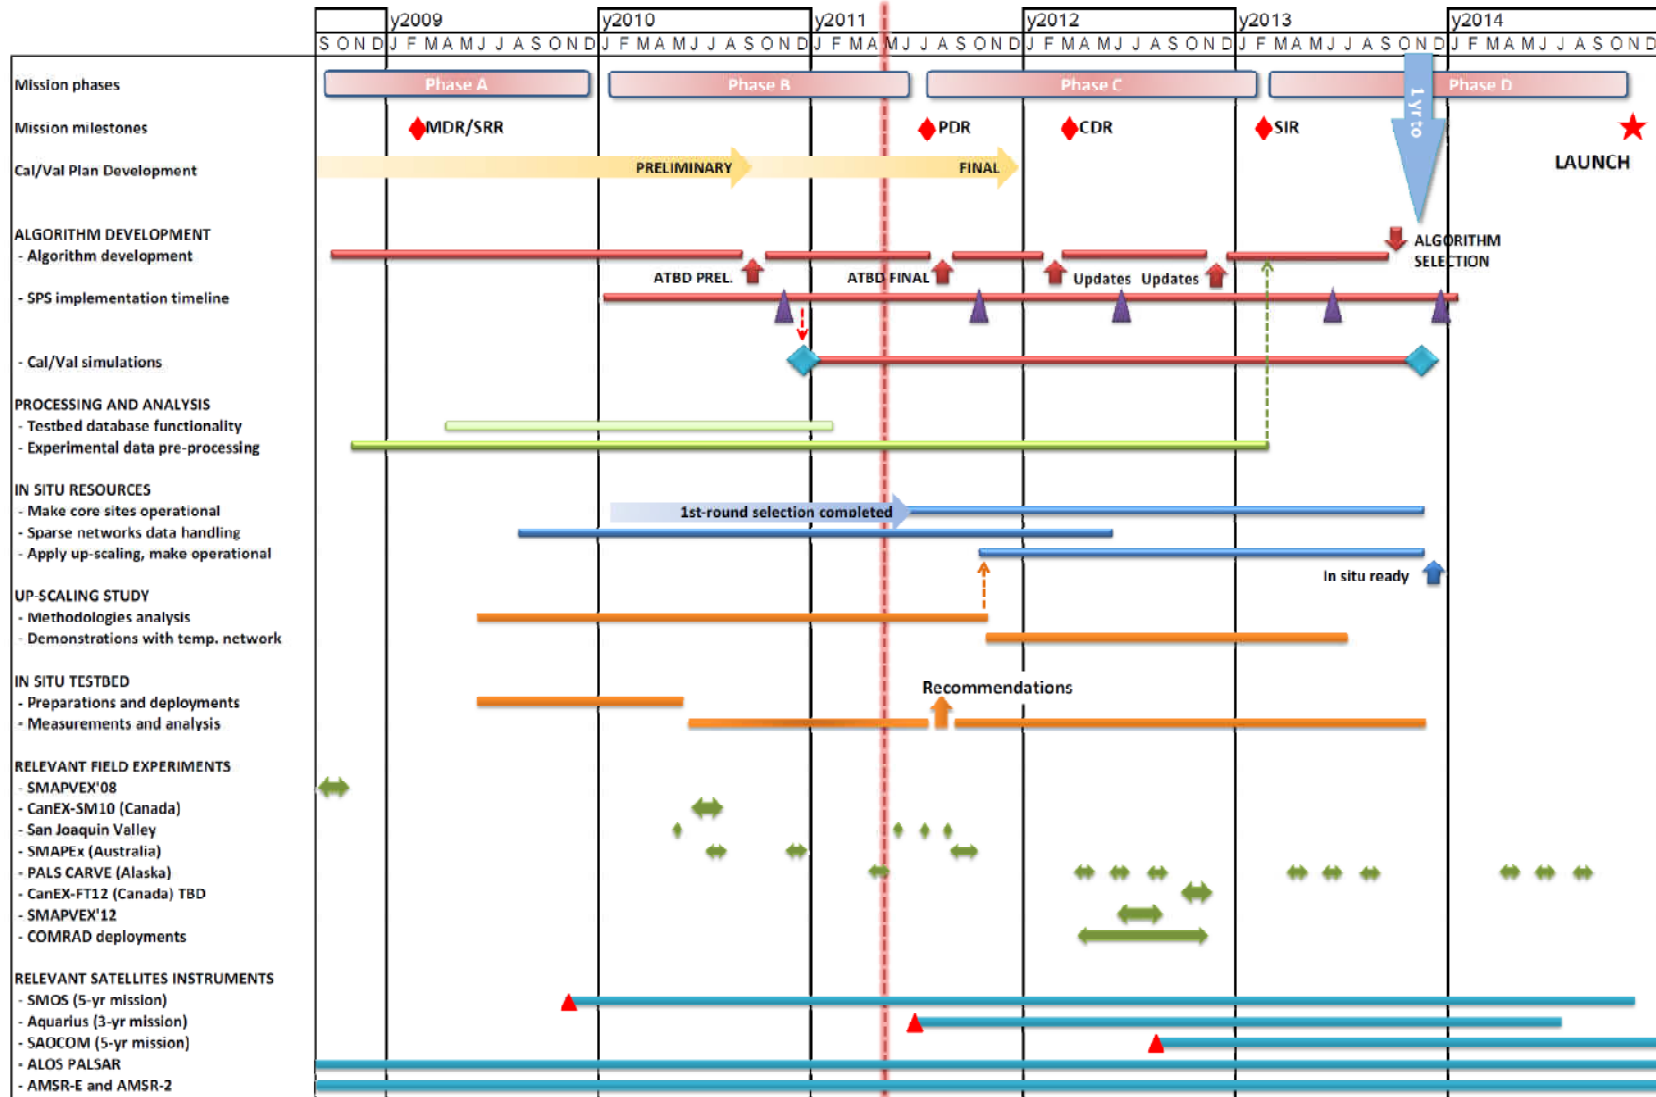 y2009 y2010 y2011 y2012 y2013 y2014
S O N D J F M A M J J A S O N D J F M A M J J A S O N D J F M A M J J A S O N D J F M A M J J A S O N D J F M A M J J A S O N D J F M A M J J A S O N D
Mission phases Phase A Phase B Phase C Phase D
1 yr to
Mission milestones MDR/SRR PDR CDR SIR
LAUNCH
Cal/Val Plan Development PRELIMINARY FINAL
ALGORITHM DEVELOPMENT
- Algorithm development
ALGORITHM
SELECTION
ATBD PREL. ATBD FINAL Updates Updates
- SPS implementation timeline
- Cal/Val simulations
PROCESSING AND ANALYSIS
- Testbed database functionality
- Experimental data pre-processing
IN SITU RESOURCES
- Make core sites operational 1st-round selection completed
- Sparse networks data handling
- Apply up-scaling, make operational
In situ ready
UP-SCALING STUDY
- Methodologies analysis
- Demonstrations with temp. network
IN SITU TESTBED
Recommendations
- Preparations and deployments
- Measurements and analysis
RELEVANT FIELD EXPERIMENTS
- SMAPVEX'08
- CanEX-SM10 (Canada)
- San Joaquin Valley
- SMAPEx (Australia)
- PALS CARVE (Alaska)
- CanEX-FT12 (Canada) TBD
- SMAPVEX'12
- COMRAD deployments
RELEVANT SATELLITES INSTRUMENTS
- SMOS (5-yr mission)
- Aquarius (3-yr mission)
- SAOCOM (5-yr mission)
- ALOS PALSAR
- AMSR-E and AMSR-2